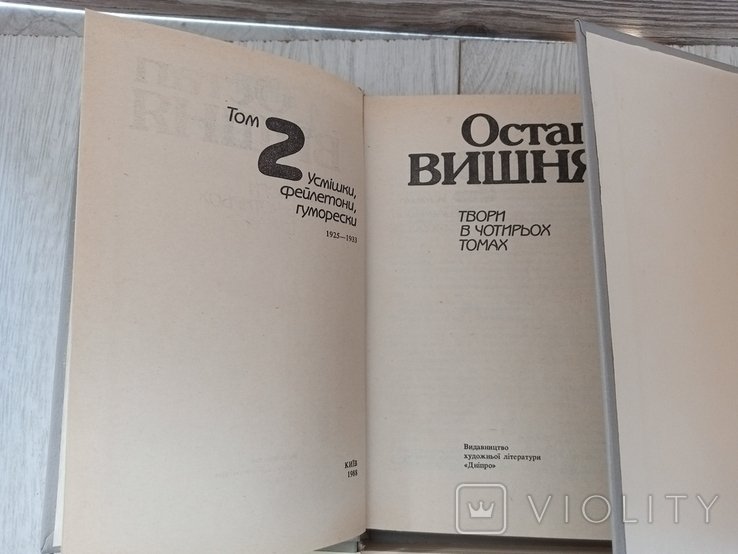 Том
2
Усмішки,
фейлетони,
гуморески
1925—1933
КИЇВ
1988
Остап
ВИШНЯ
ТВОРИ
В ЧОТИРЬОХ
ТОМАХ
Видавництво
художньої літератури
«Дніпро»
VIOLITY